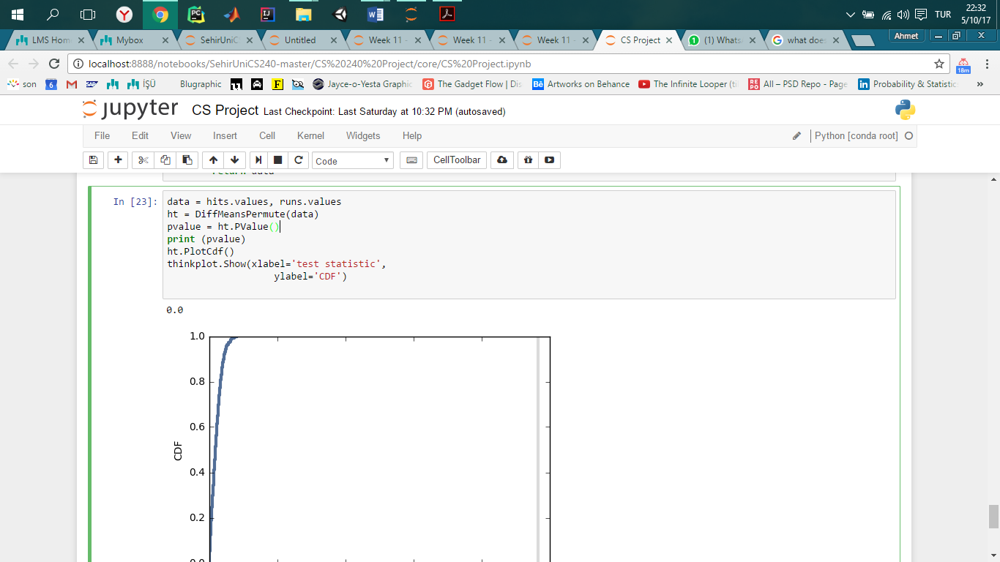 22:32
TUR
5/10/17
LMS Hom
Mybox
SehirUniC
Untitled
Week 11 -
Week 11 -
Week 11 -
CS Project
(1) Whats
what doe
Ahmet
localhost:8888/notebooks/SehirUniCS240-master/CS%20240%20Project/core/CS%20Project.ipynb
18m
son
İŞÜ
Blugraphic
Jayce-o-Yesta Graphic
The Gadget Flow | Dis
Artworks on Behance
The Infinite Looper (ti
All – PSD Repo - Page
Probability & Statistic
jupyter
CS Project Last Checkpoint: Last Saturday at 10:32 PM (autosaved)
File Edit View Insert Cell Kernel Widgets Help
Python [conda root]
Code
CellToolbar
return data
In [23]:
data = hits.values, runs.values
ht = DiffMeansPermute(data)
pvalue = ht.PValue()
print (pvalue)
ht.PlotCdf()
thinkplot.Show(xlabel='test statistic',
ylabel='CDF')
0.0
1.0
0.8
0.6
CDF
0.4
0.2
0.0